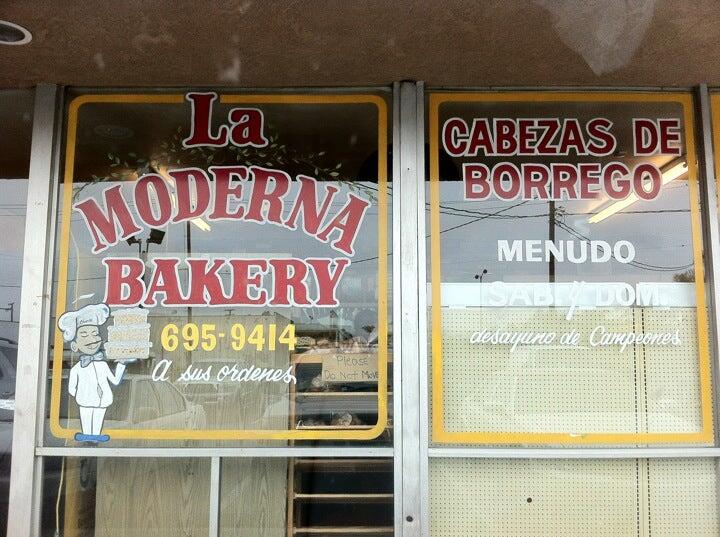 La
MODERNA
BAKERY
695-9414
A sus ordenes
Please
Do Not Move
CABEZAS DE
BORREGO
MENUDO
SAB. y DOM.
desayuno de Campeones